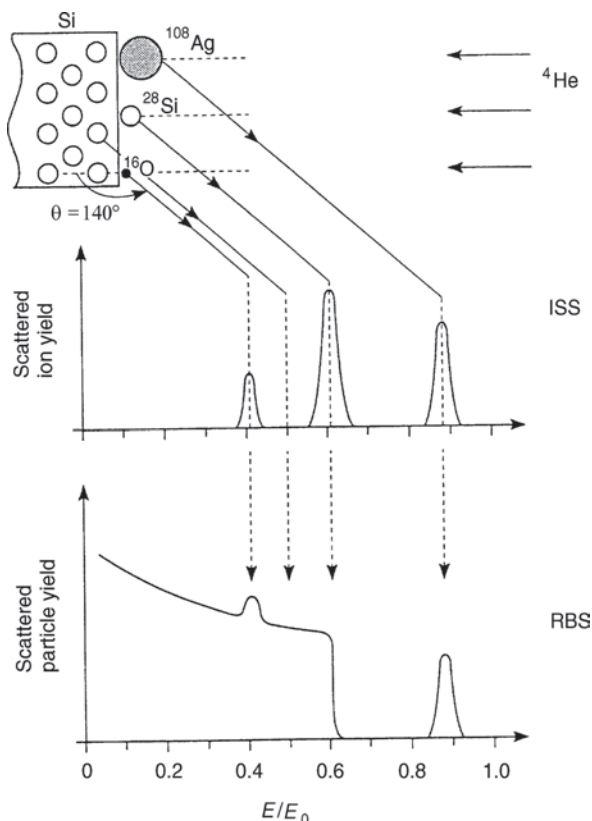 Si
¹⁰⁸Ag
⁴He
²⁸Si
¹⁶O
θ = 140°
Scattered
ion yield
ISS
Scattered
particle yield
RBS
0
0.2
0.4
0.6
0.8
1.0
E/E₀